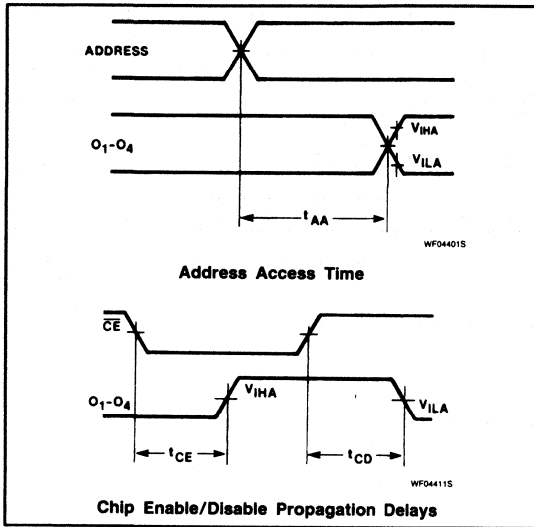 ADDRESS
O1-O4
VIHA
VILA
tAA
WF04401S
Address Access Time
CE
O1-O4
VIHA
VILA
tCE
tCD
WF04411S
Chip Enable/Disable Propagation Delays